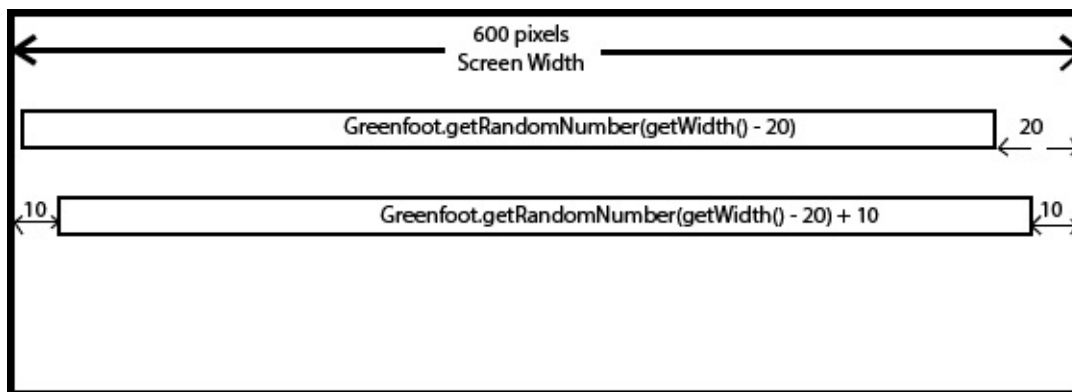 600 pixels
Screen Width
Greenfoot.getRandomNumber(getWidth() - 20)
20
10
Greenfoot.getRandomNumber(getWidth() - 20) + 10
10